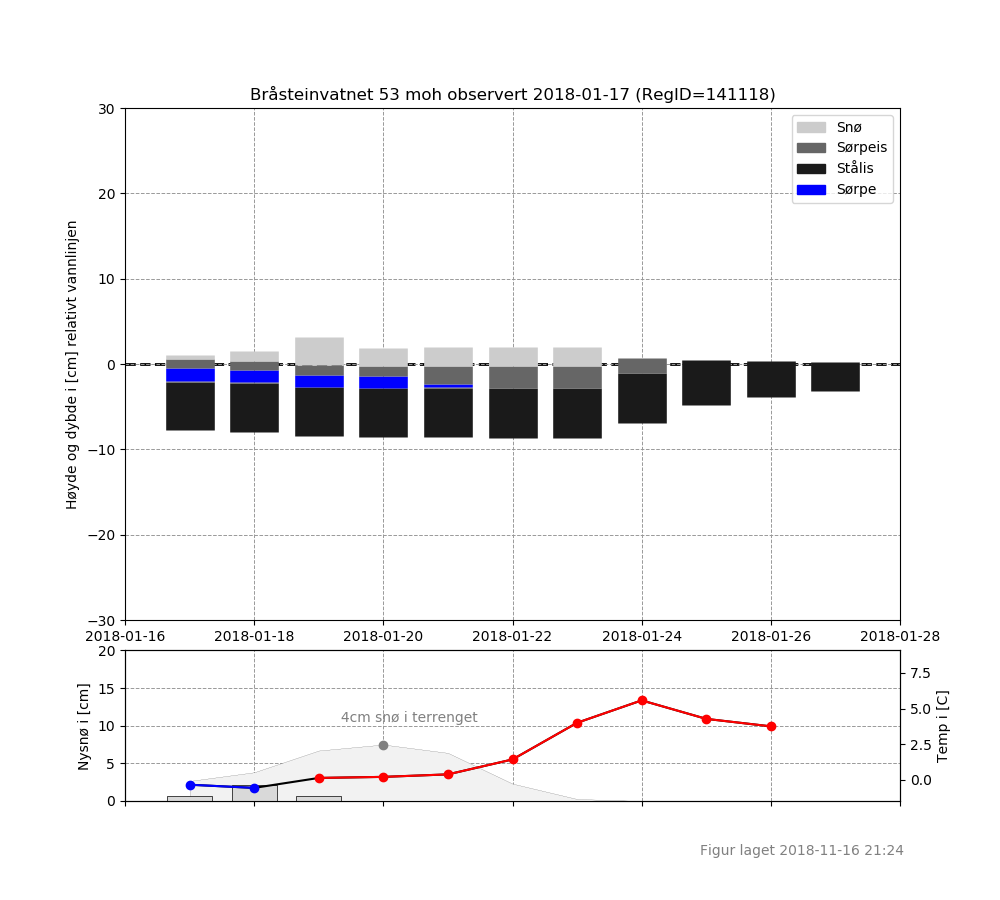 Bråsteinvatnet 53 moh observert 2018-01-17 (RegID=141118)
Snø
Sørpeis
Stålis
Sørpe
Høyde og dybde i [cm] relativt vannlinjen
30
20
10
0
−10
−20
−30
2018-01-16 2018-01-18 2018-01-20 2018-01-22 2018-01-24 2018-01-26 2018-01-28
Nysnø i [cm]
20
15
10
5
0
4cm snø i terrenget
7.5
5.0
2.5
0.0
Temp i [C]
Figur laget 2018-11-16 21:24